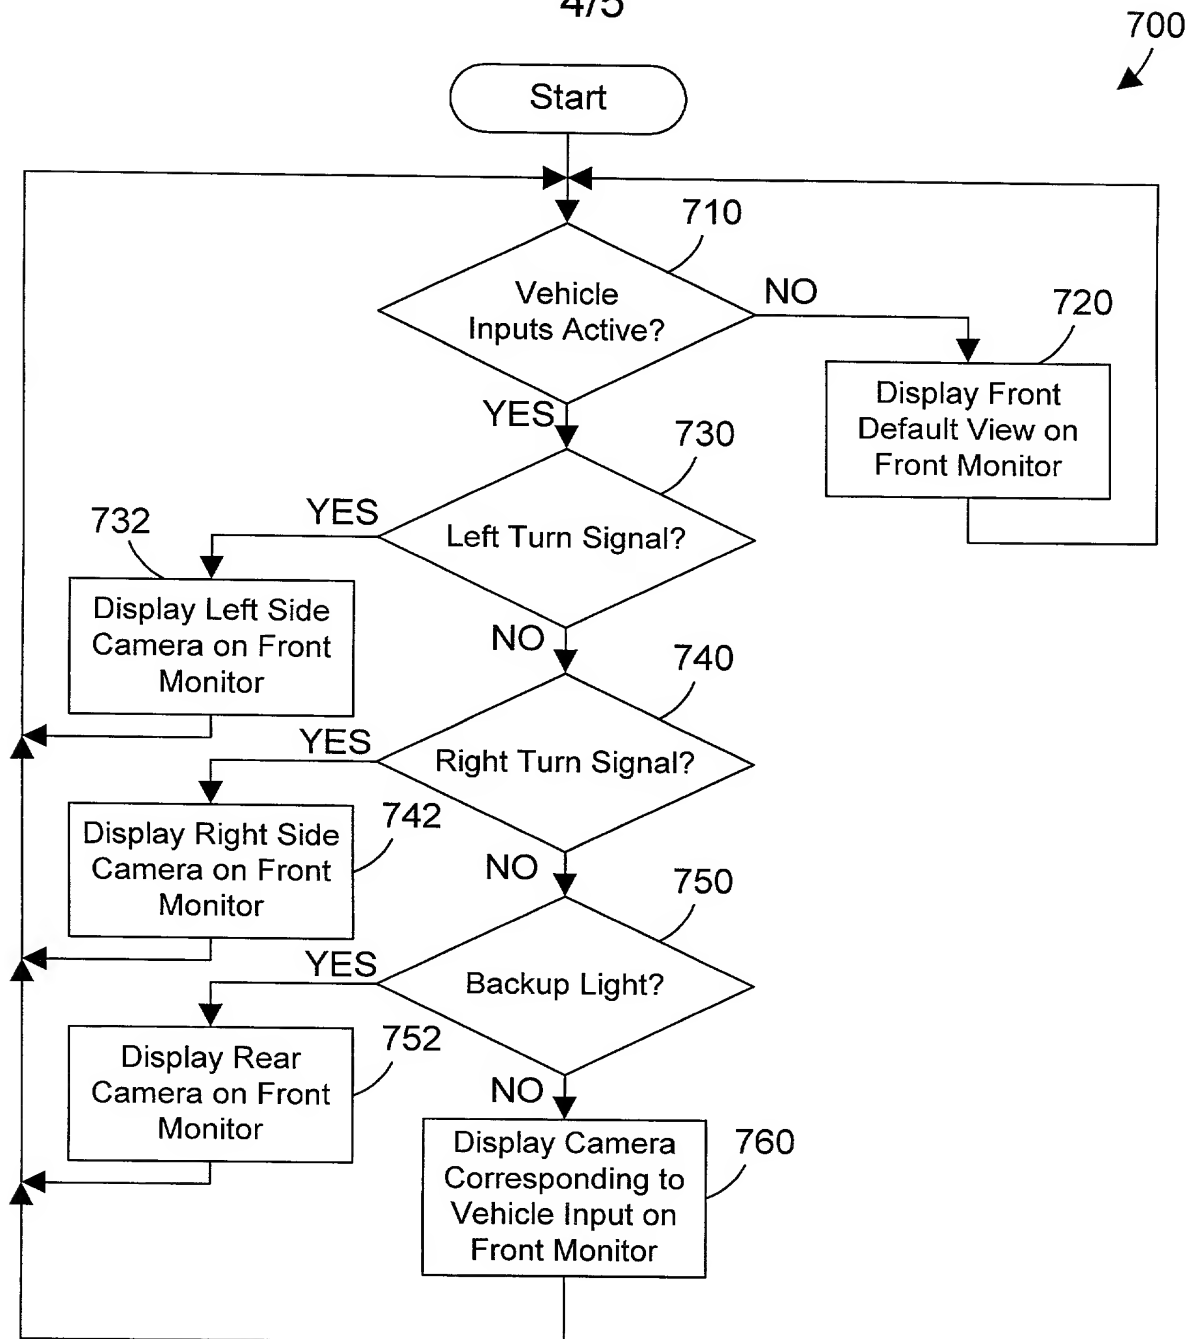 4/5
700
Start
710
Vehicle
Inputs Active?
NO
720
Display Front
Default View on
Front Monitor
YES
730
Left Turn Signal?
YES
732
Display Left Side
Camera on Front
Monitor
NO
740
Right Turn Signal?
YES
742
Display Right Side
Camera on Front
Monitor
NO
750
Backup Light?
YES
752
Display Rear
Camera on Front
Monitor
NO
760
Display Camera
Corresponding to
Vehicle Input on
Front Monitor